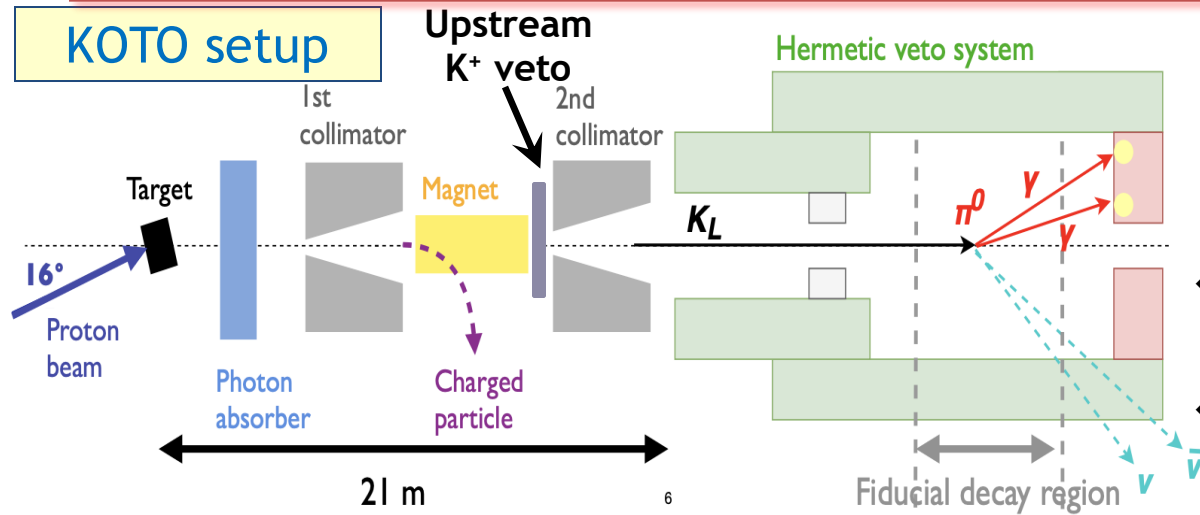 KOTO setup
Upstream
K⁺ veto
Hermetic veto system
1st
collimator
2nd
collimator
Target
Magnet
16°
Proton
beam
Photon
absorber
Charged
particle
K_L
π⁰
γ
γ
21 m
6
Fiducial decay region
ν
ν̅